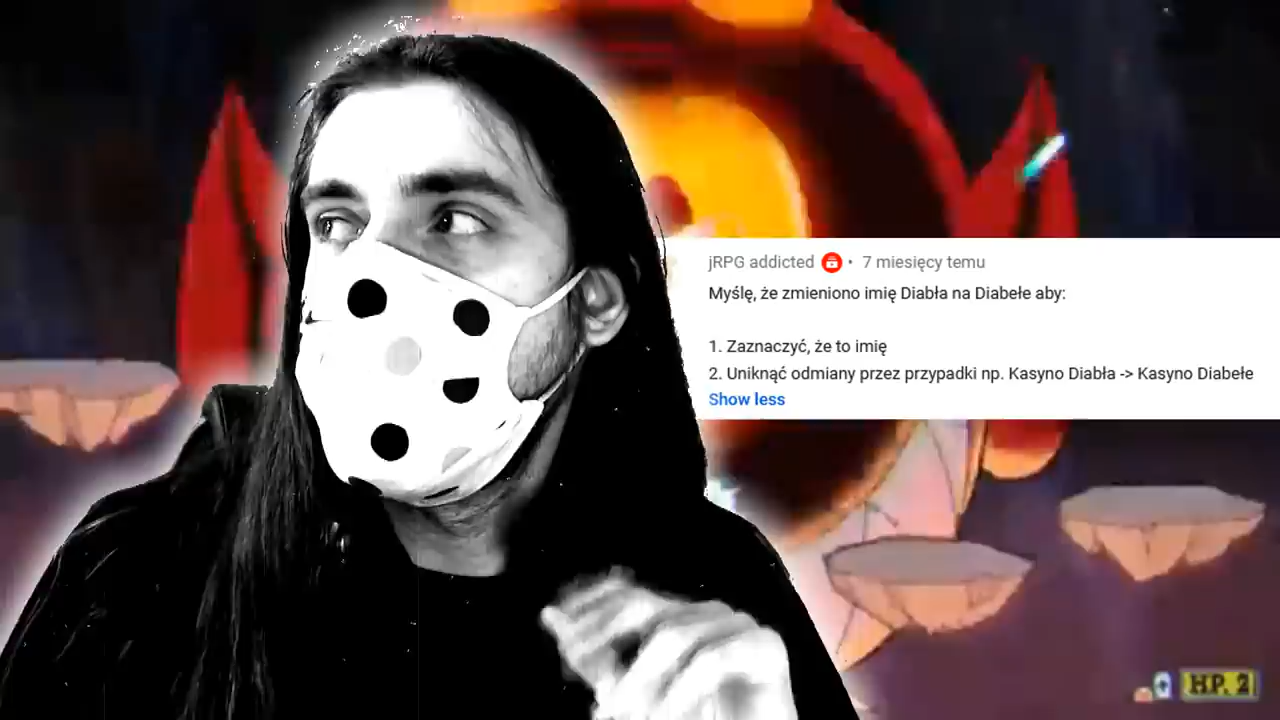 jRPG addicted • 7 miesięcy temu
Myślę, że zmieniono imię Diabła na Diabełe aby:
1. Zaznaczyć, że to imię
2. Uniknąć odmiany przez przypadki np. Kasyno Diabła -> Kasyno Diabełe
Show less
HP. 2